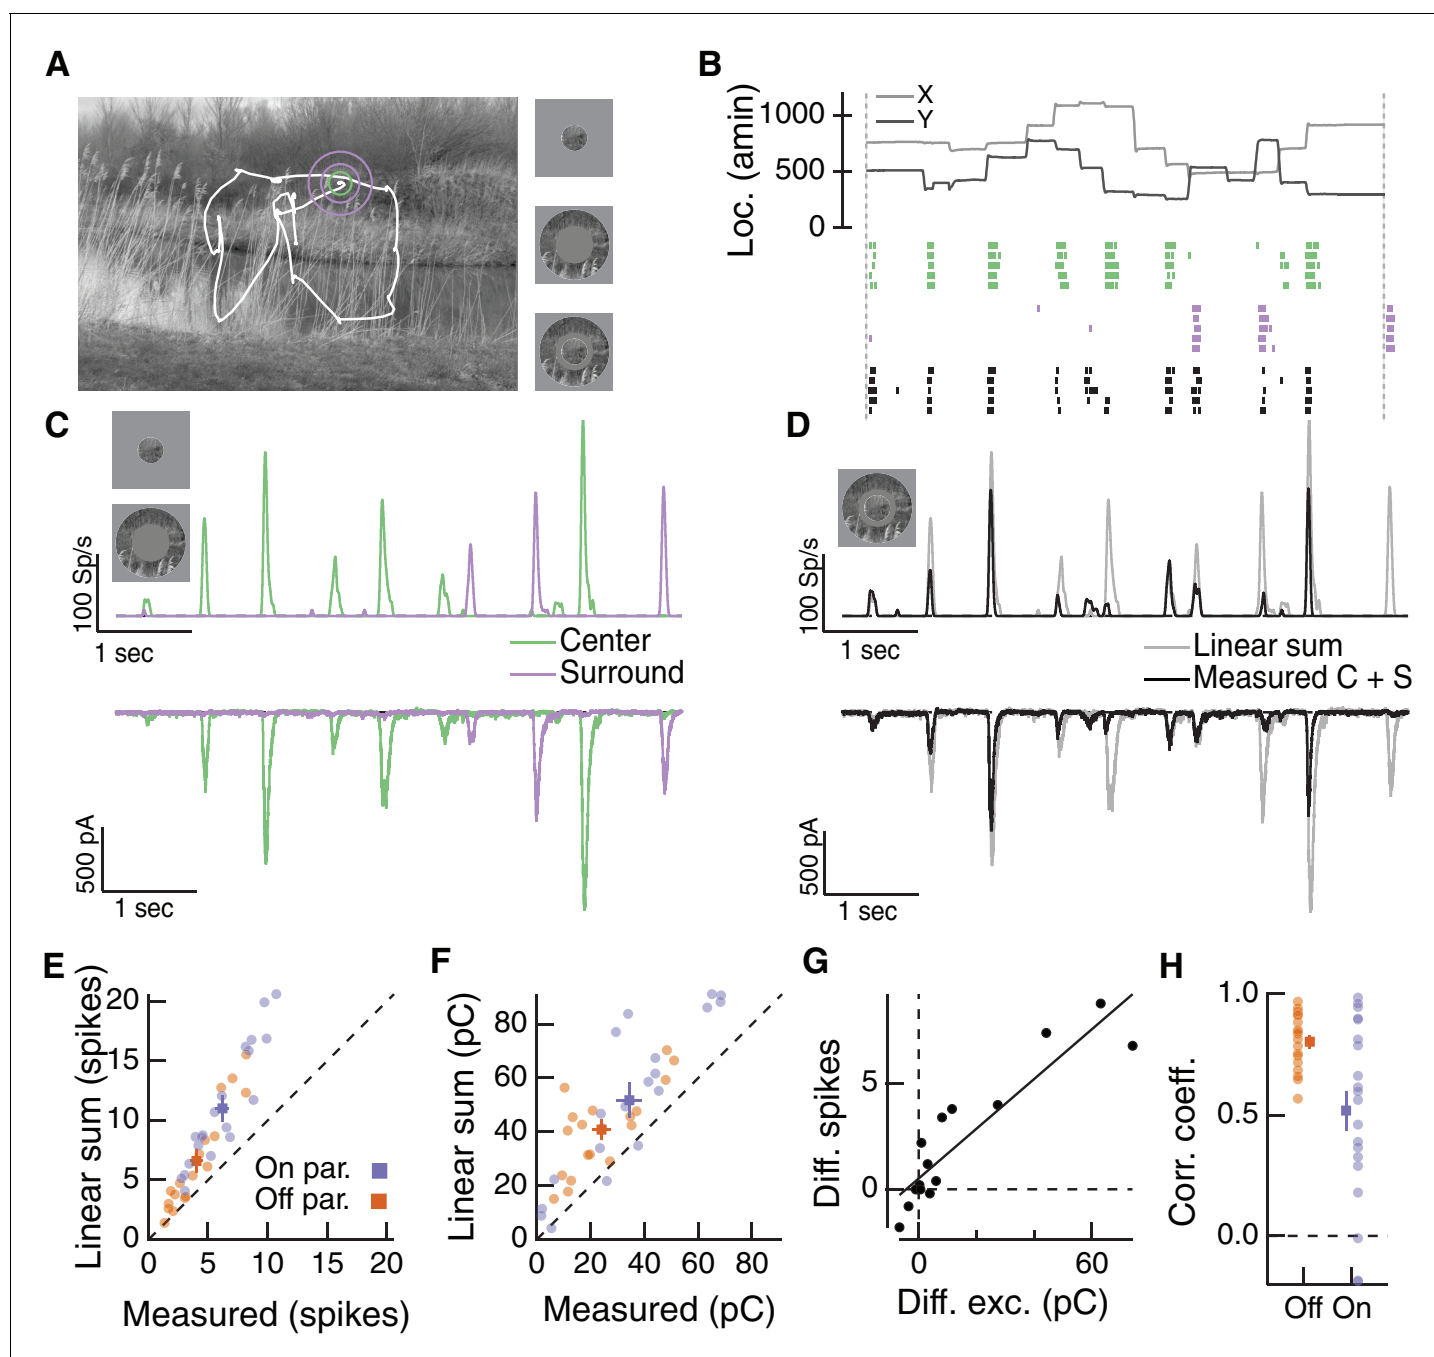 A
B
Loc. (amin)
1000
500
0
X
Y
C
100 Sp/s
1 sec
Center
Surround
500 pA
1 sec
D
100 Sp/s
1 sec
Linear sum
Measured C + S
500 pA
1 sec
E
Linear sum (spikes)
20
15
10
5
0
0 5 10 15 20
On par.
Off par.
Measured (spikes)
F
Linear sum (pC)
80
60
40
20
0
0 20 40 60 80
Measured (pC)
G
Diff. spikes
5
0
0 60
Diff. exc. (pC)
H
Corr. coeff.
1.0
0.5
0.0
Off On